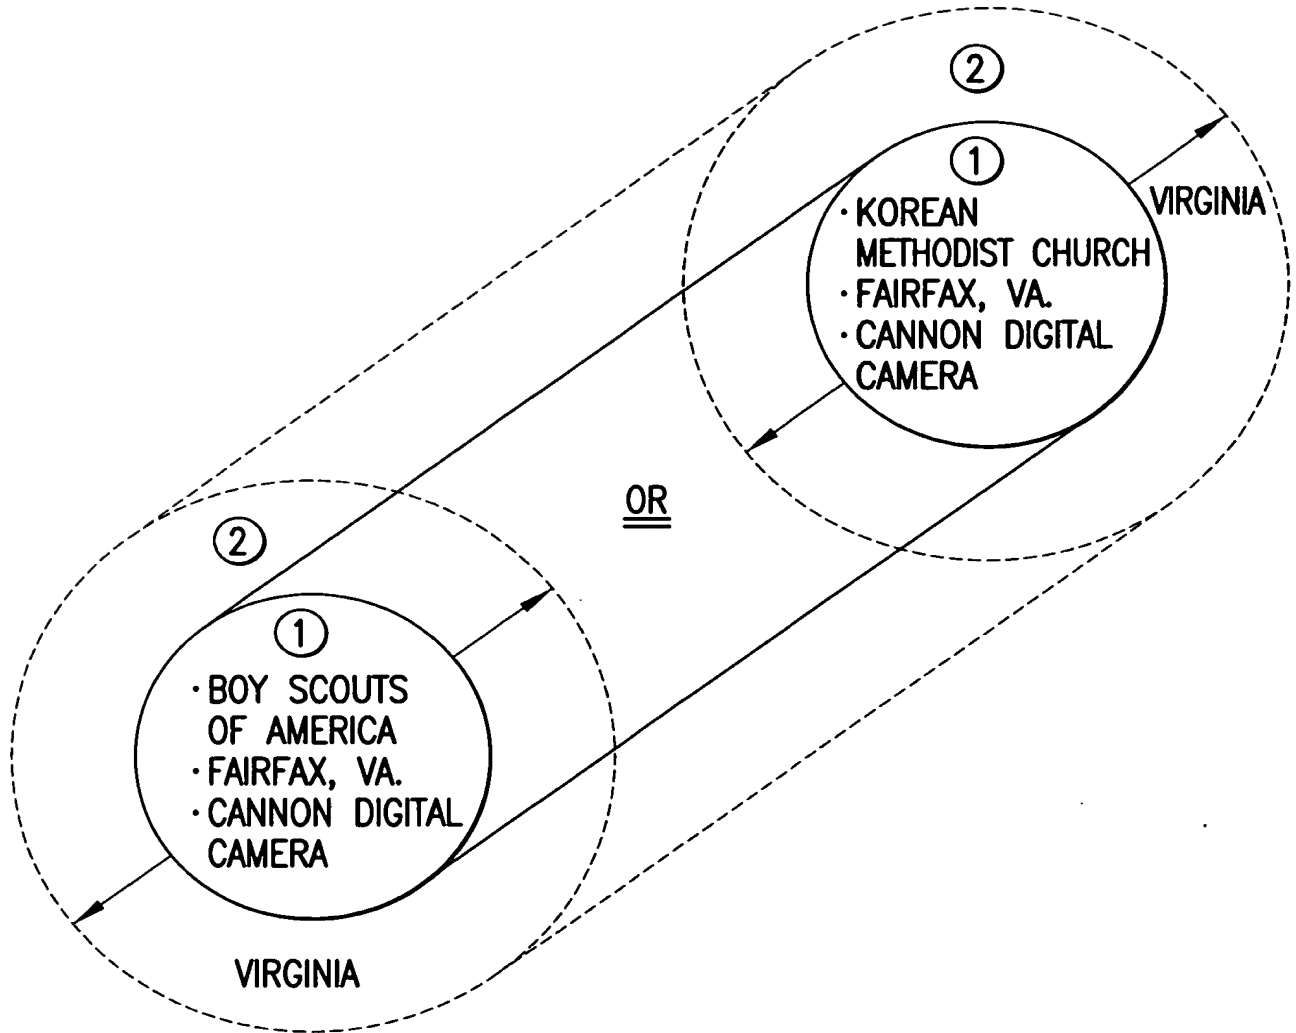 ②
①
· KOREAN
METHODIST CHURCH
· FAIRFAX, VA.
· CANNON DIGITAL
CAMERA
VIRGINIA
OR
②
①
· BOY SCOUTS
OF AMERICA
· FAIRFAX, VA.
· CANNON DIGITAL
CAMERA
VIRGINIA